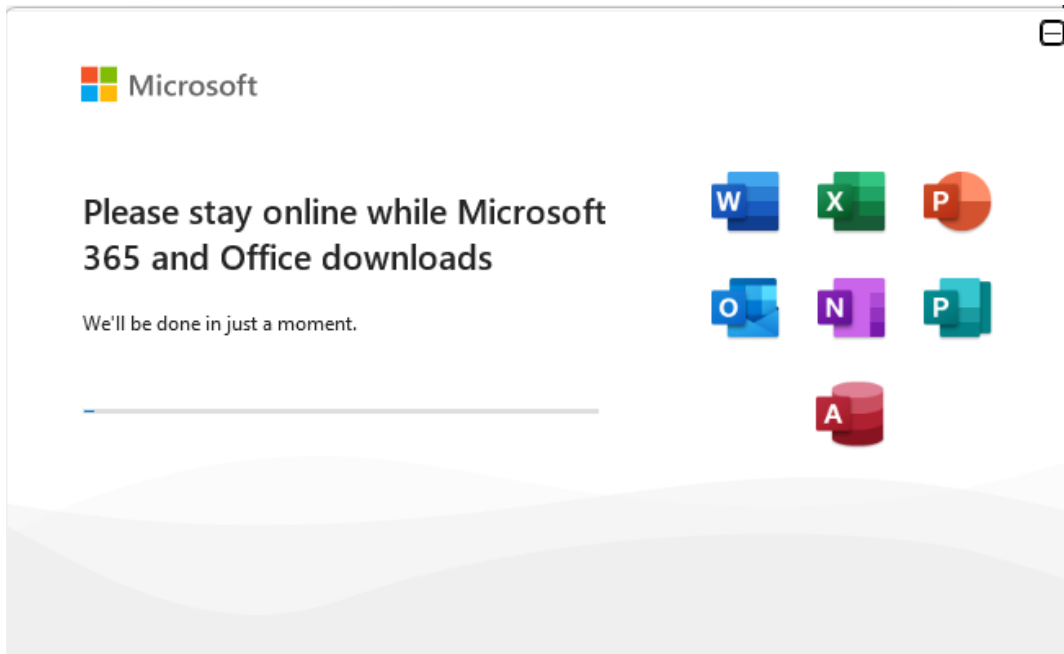 Microsoft
Please stay online while Microsoft
365 and Office downloads
We'll be done in just a moment.
W X P
O N P
A